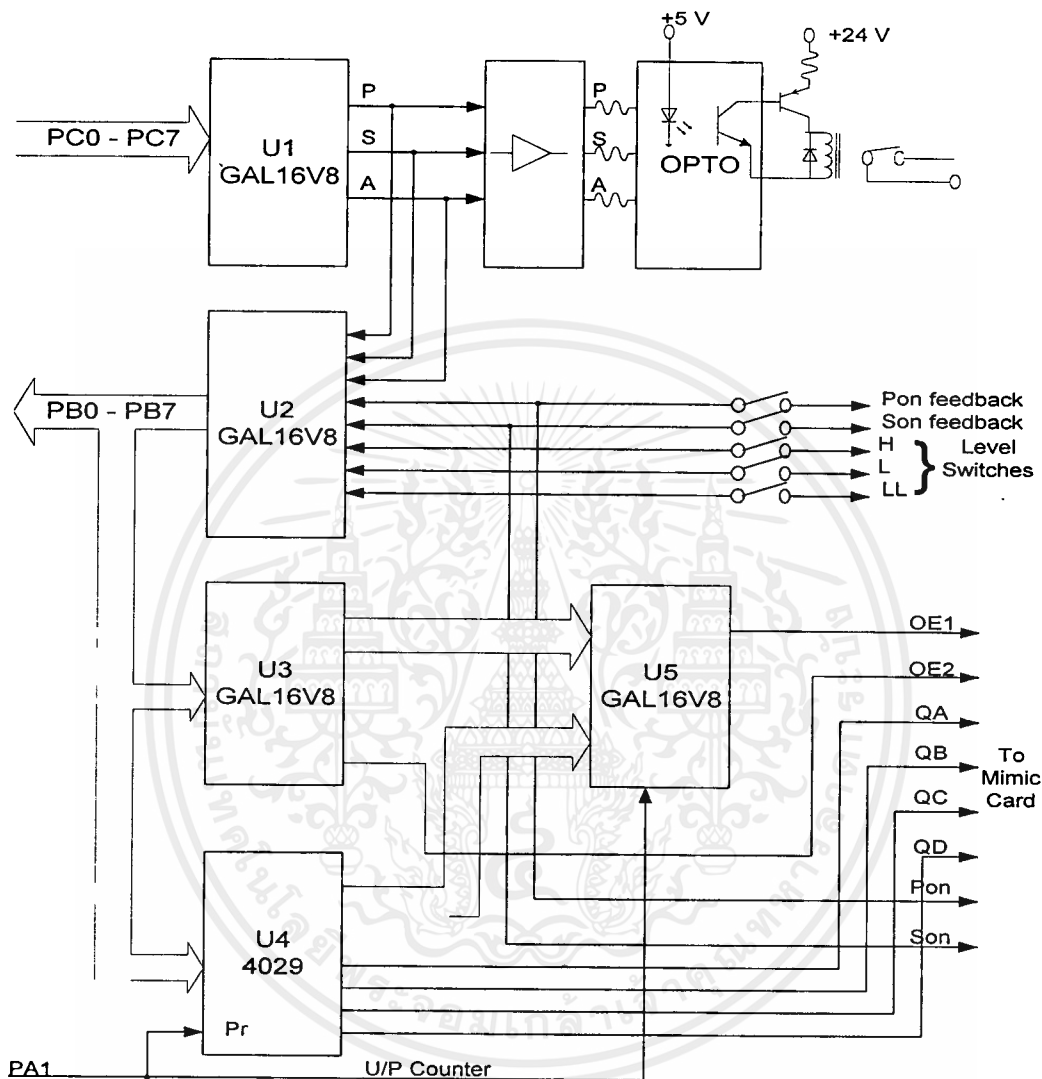 +5 V
+24 V
PC0 - PC7
U1
GAL16V8
P
S
A
P
S
A
OPTO
PB0 - PB7
U2
GAL16V8
Pon feedback
Son feedback
H
L
LL
Level
Switches
U3
GAL16V8
U5
GAL16V8
OE1
OE2
QA
QB
QC
QD
Pon
Son
To
Mimic
Card
U4
4029
Pr
PA1
U/P Counter